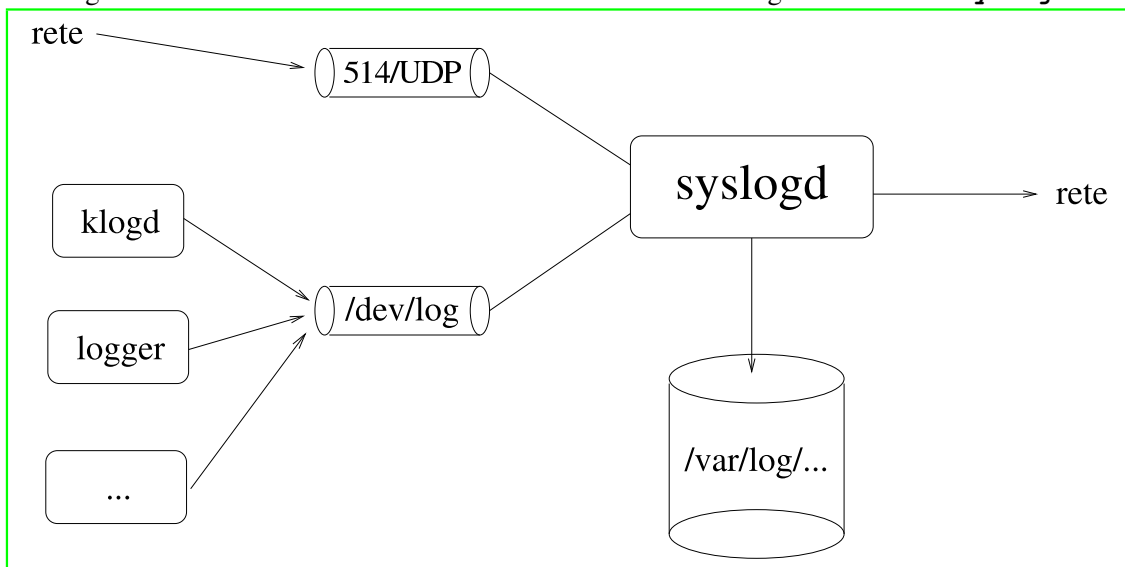 rete
514/UDP
syslogd
rete
klogd
/dev/log
logger
/var/log/...
...